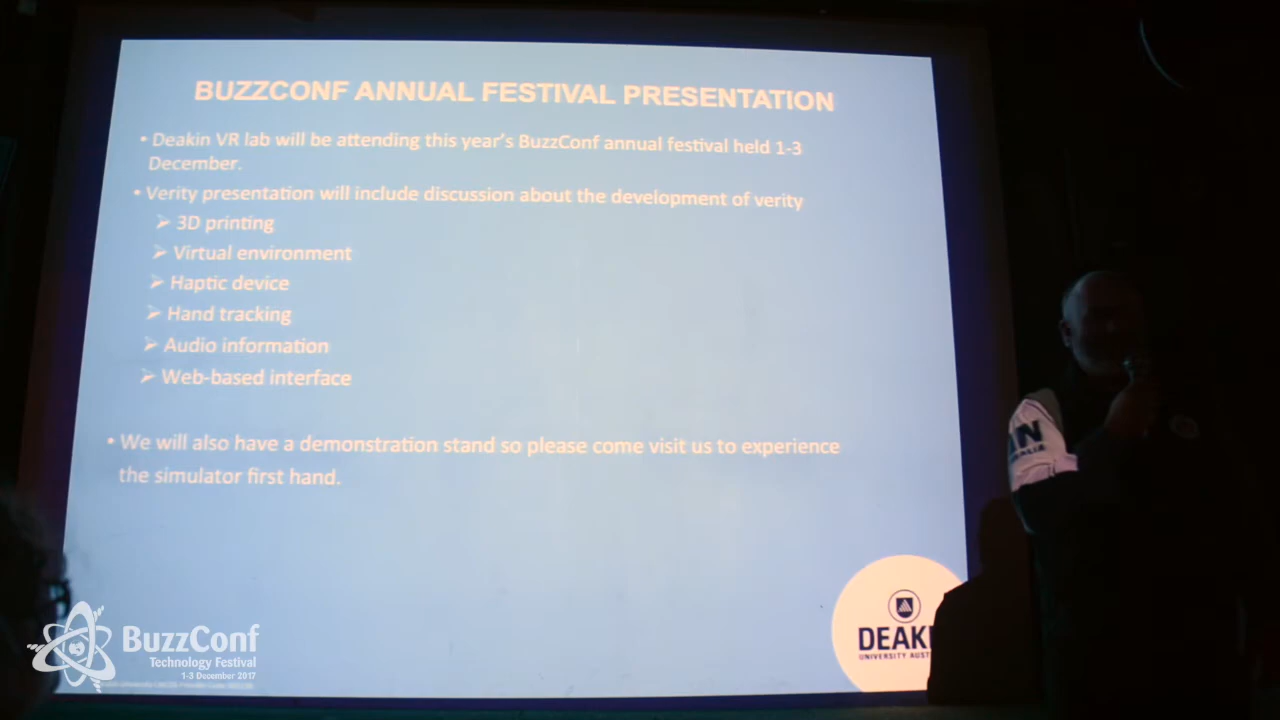 BUZZCONF ANNUAL FESTIVAL PRESENTATION
• Deakin VR lab will be attending this year's BuzzConf annual festival held 1-3
December.
• Verity presentation will include discussion about the development of verity
➢ 3D printing
➢ Virtual environment
➢ Haptic device
➢ Hand tracking
➢ Audio information
➢ Web-based interface
• We will also have a demonstration stand so please come visit us to experience
the simulator first hand.
DEAKI
UNIVERSITY AUST
IN
RALIA
BuzzConf
Technology Festival
1-3 December 2017